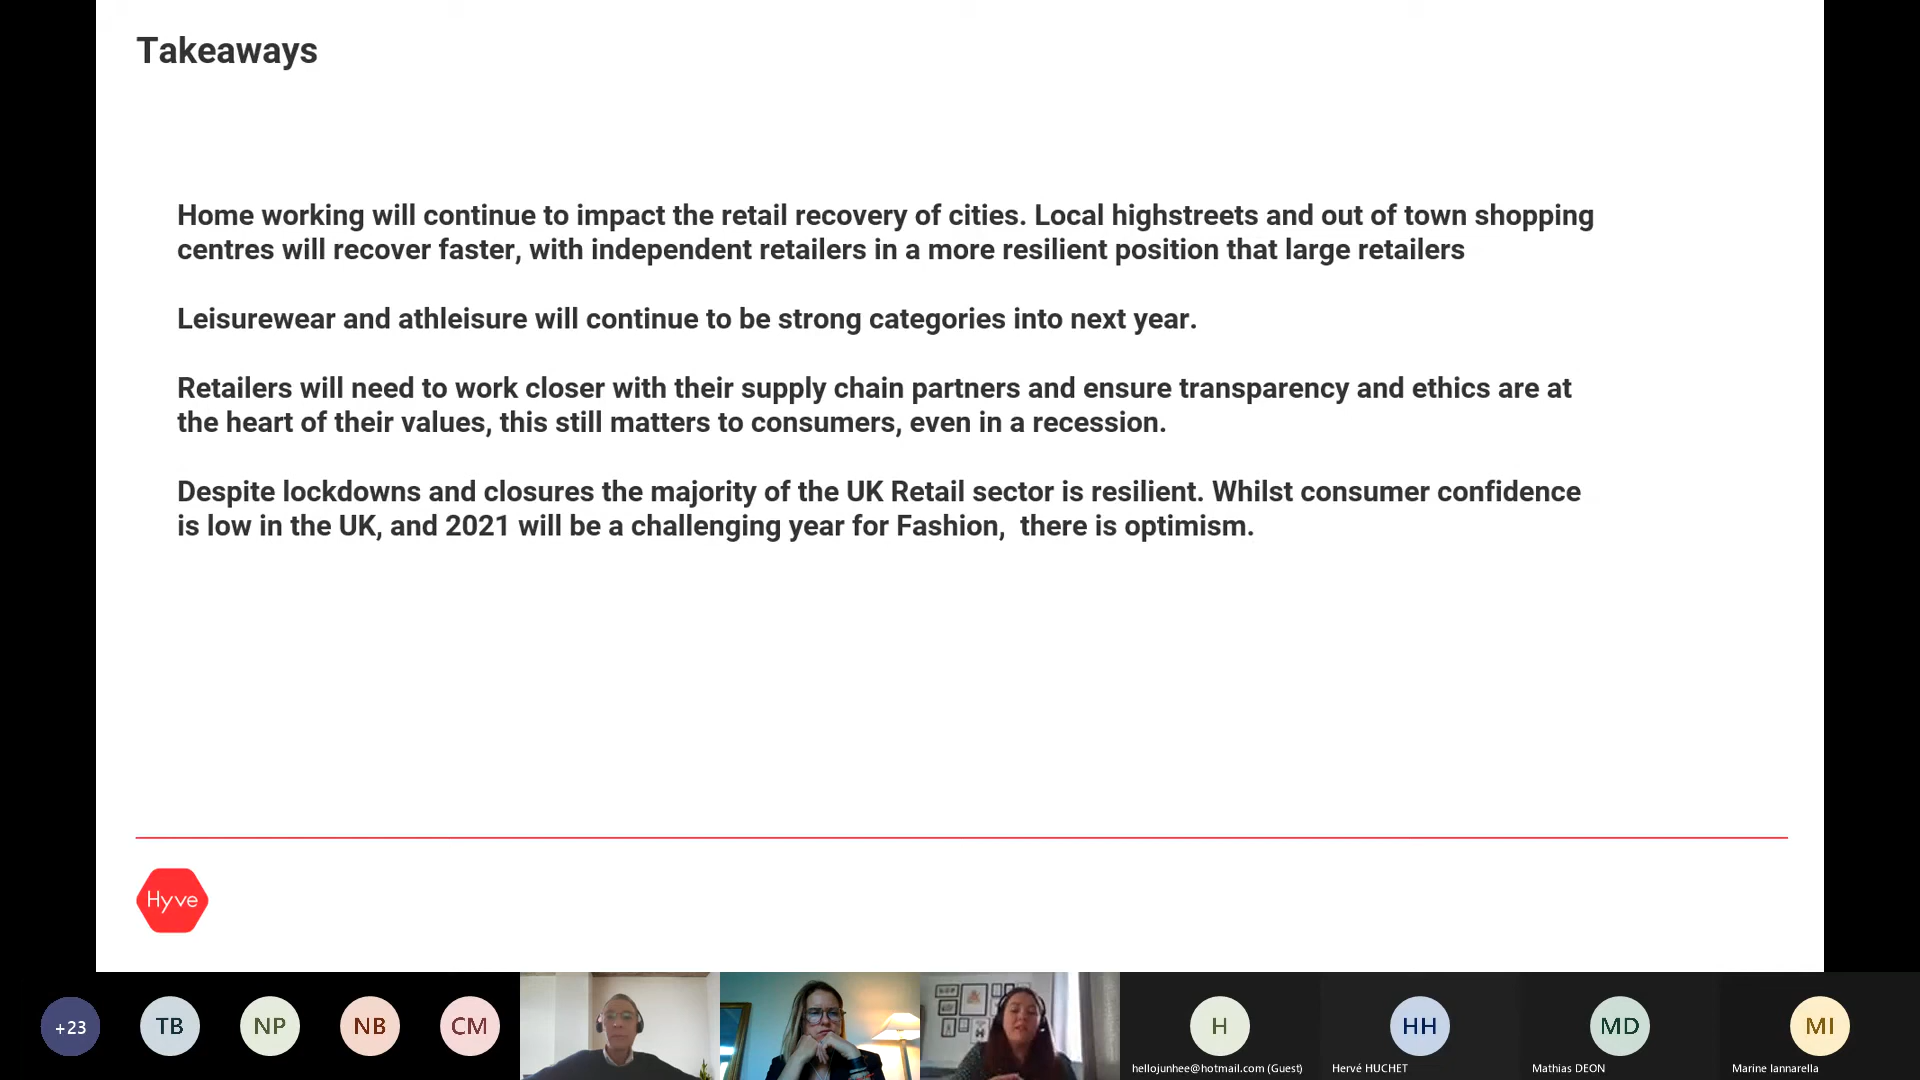 Takeaways
Home working will continue to impact the retail recovery of cities. Local highstreets and out of town shopping
centres will recover faster, with independent retailers in a more resilient position that large retailers
Leisurewear and athleisure will continue to be strong categories into next year.
Retailers will need to work closer with their supply chain partners and ensure transparency and ethics are at
the heart of their values, this still matters to consumers, even in a recession.
Despite lockdowns and closures the majority of the UK Retail sector is resilient. Whilst consumer confidence
is low in the UK, and 2021 will be a challenging year for Fashion,  there is optimism.
Hyve
+23
TB
NP
NB
CM
H
HH
MD
MI
hellojunhee@hotmail.com (Guest)
Hervé HUCHET
Mathias DEON
Marine Iannarella